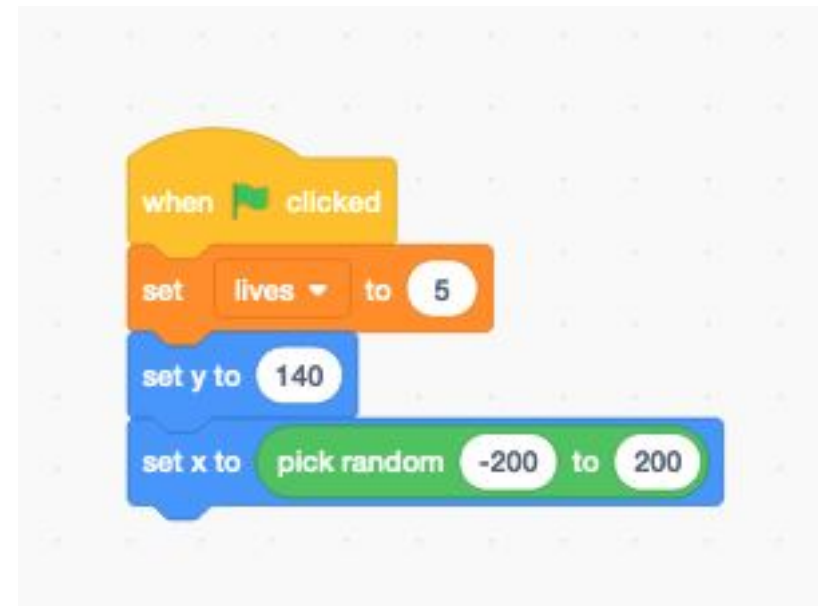 when clicked
set lives to 5
set y to 140
set x to pick random -200 to 200